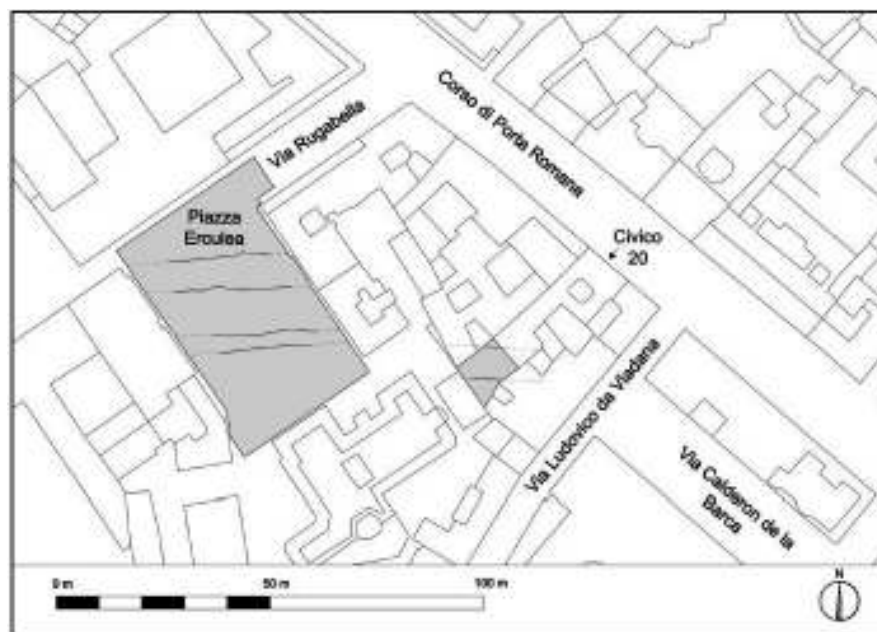 Corso di Porta Romana
Via Rugabella
Piazza
Erculea
Civico
20
Via Ludovico da Viadana
Via Calderon de la
Barca
0 m
50 m
100 m
N